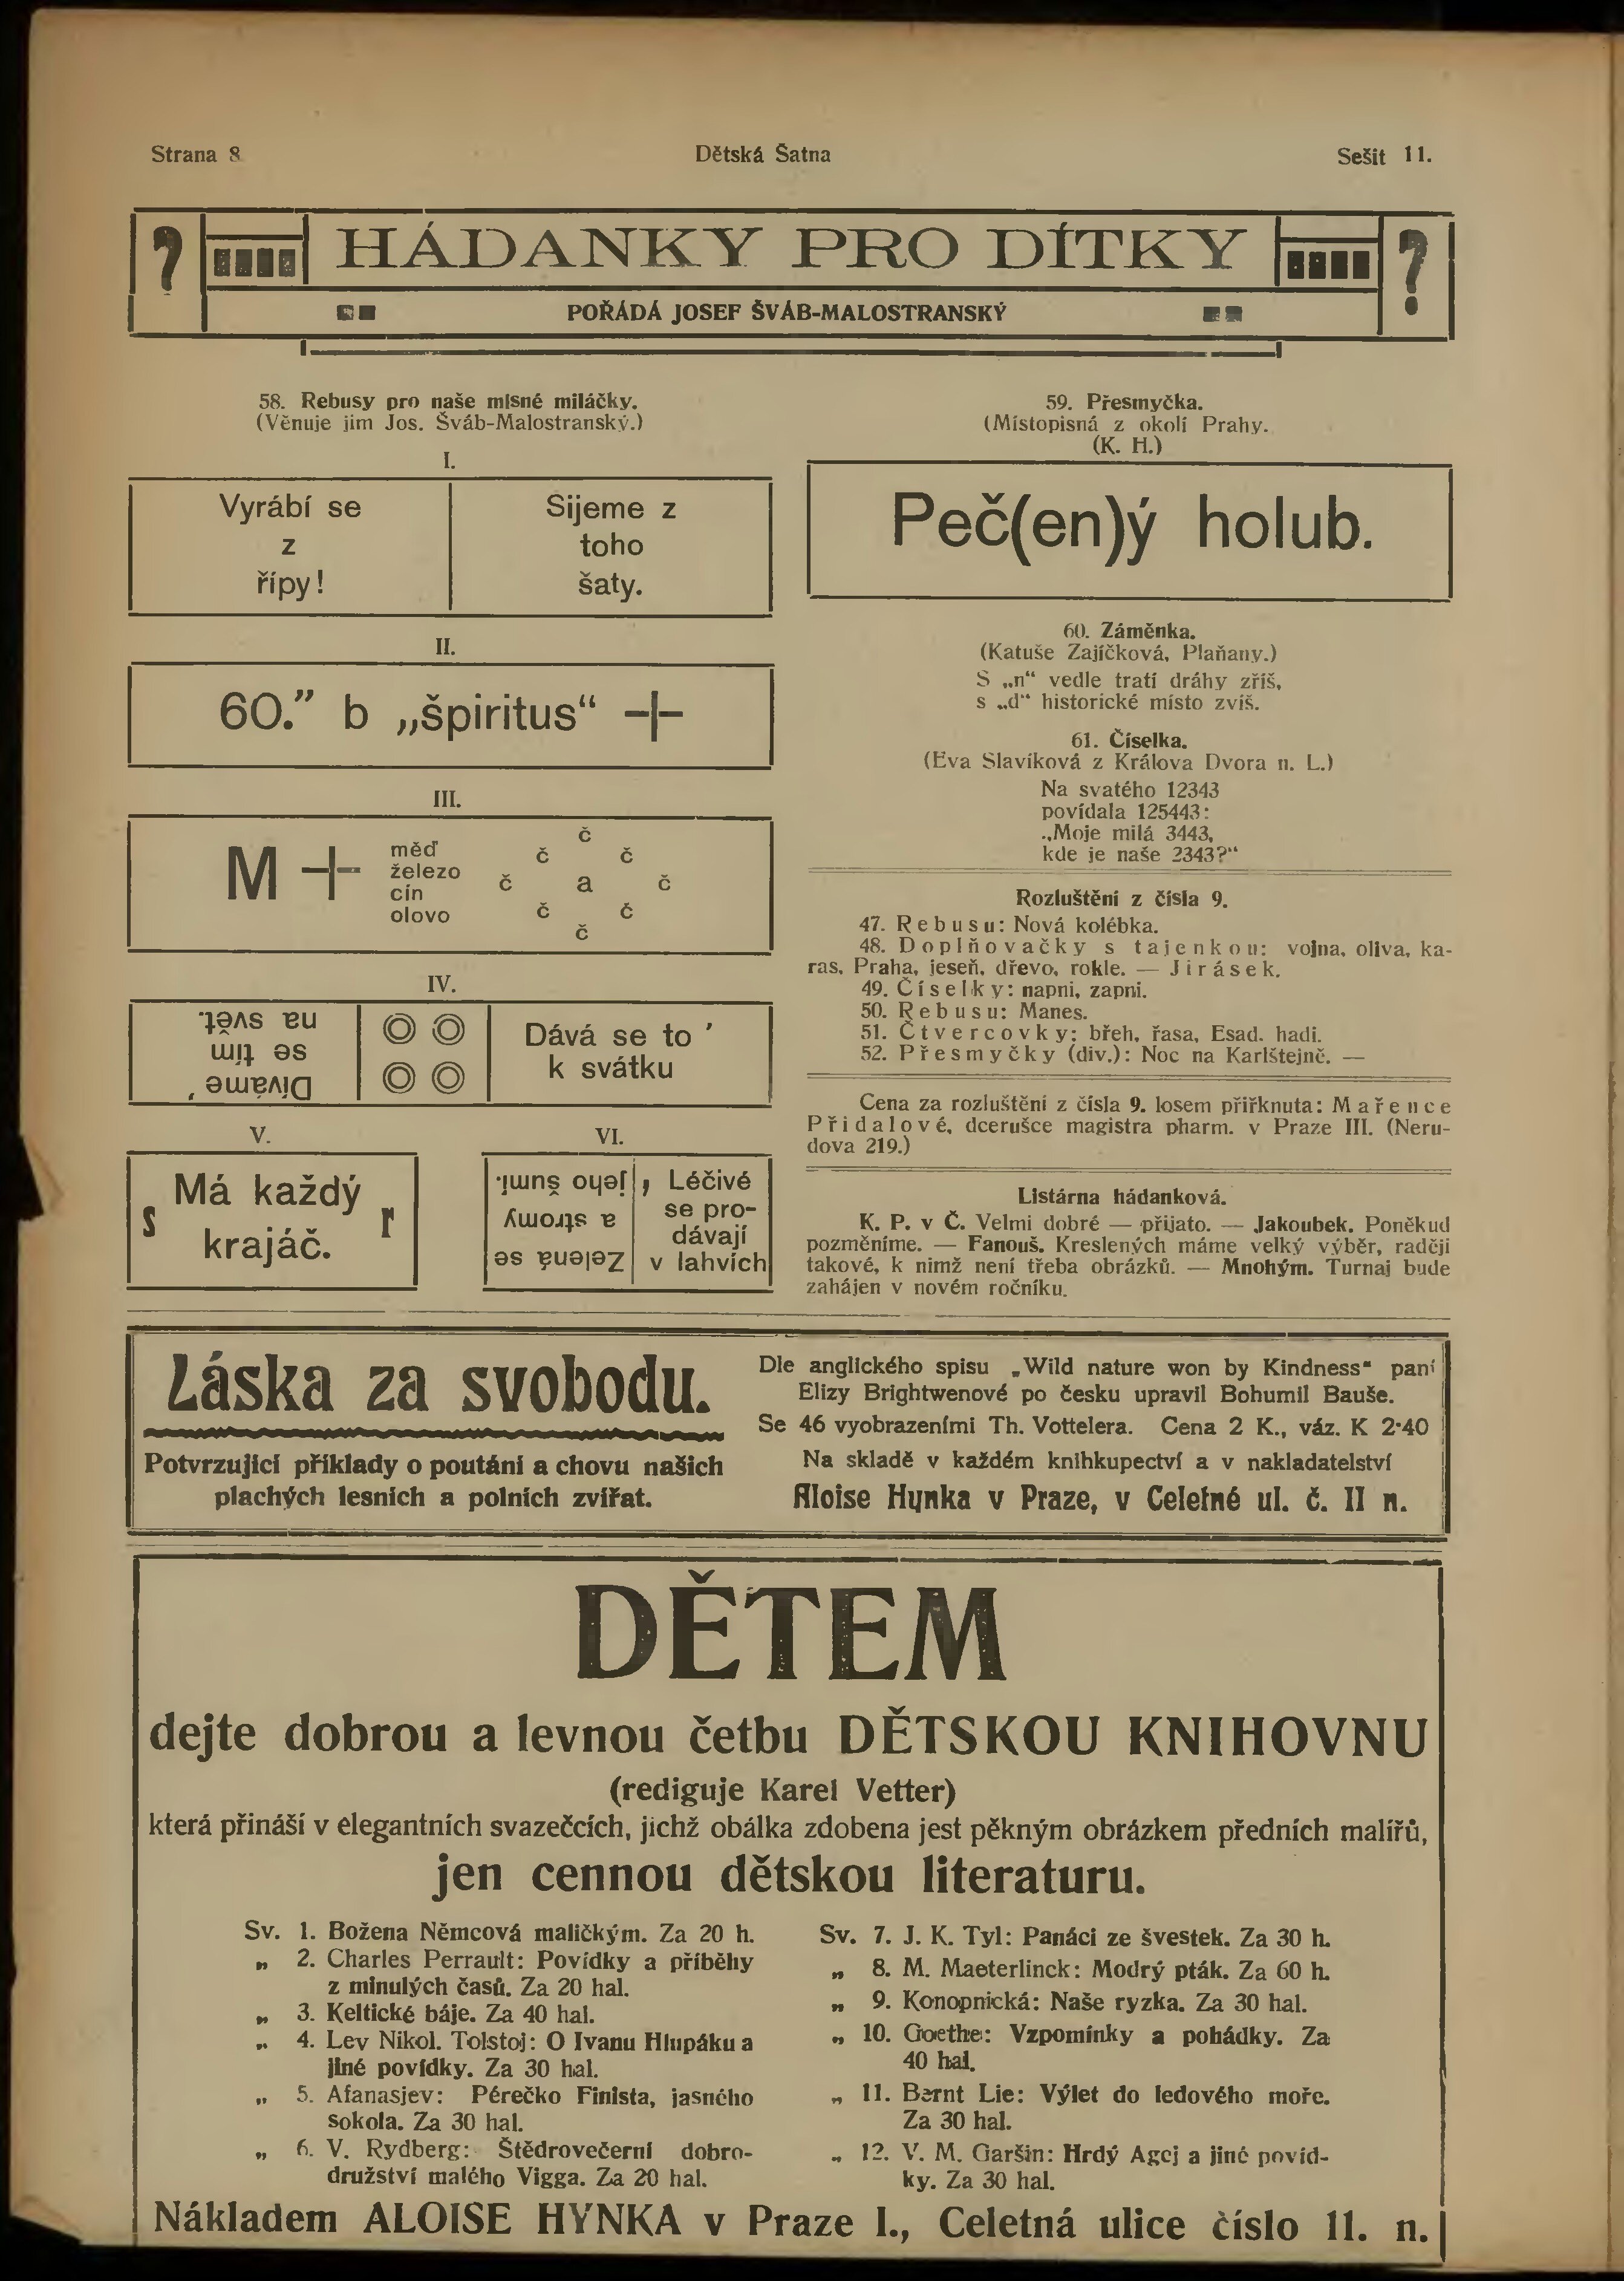 Strana 8
Dětská Šatna
Sešit 11.
? HÁDANKY PRO DÍTKY ?
POŘÁDÁ JOSEF ŠVÁB-MALOSTRANSKÝ
58. Rebusy pro naše mlsné miláčky.
(Věnuje jim Jos. Šváb-Malostranský.)
I.
Vyrábí se
z
řípy!
Sijeme z
toho
šaty.
II.
60.” b „špiritus“ +
III.
M +
měď
železo
cín
olovo
č
č č
č a č
č č
č
IV.
Díváme '
se tím
na svět.
Dává se to '
k svátku
V.
s Má každý r
krajáč.
VI.
Zelená se
a stromy
jeho šumí.
, Léčivé
se pro-
dávají
v lahvích
59. Přesmyčka.
(Místopisná z okolí Prahy.
(K. H.)
Peč(en)ý holub.
60. Záměnka.
(Katuše Zajíčková, Plaňany.)
S „n“ vedle tratí dráhy zříš,
s „d“ historické místo zvíš.
61. Číselka.
(Eva Slavíková z Králova Dvora n. L.)
Na svatého 12343
povídala 125443:
„Moje milá 3443,
kde je naše 2343?“
Rozluštění z čísla 9.
47. Rebusu: Nová kolébka.
48. Doplňovačky s tajenkou: vojna, oliva, ka-
ras, Praha, jeseň, dřevo, rokle. — Jirásek.
49. Číselky: napni, zapni.
50. Rebusu: Manes.
51. Čtvercovky: břeh, řasa, Esad. hadi.
52. Přesmyčky (div.): Noc na Karlštejně. —
Cena za rozluštění z čísla 9. losem přiřknuta: Mařence
Přidalové, dcerušce magistra pharm. v Praze III. (Neru-
dova 219.)
Listárna hádanková.
K. P. v Č. Velmi dobré — přijato. — Jakoubek. Poněkud
pozměníme. — Fanouš. Kreslených máme velký výběr, radčji
takové, k nimž není třeba obrázků. — Mnohým. Turnaj bude
zahájen v novém ročníku.
Láska za svobodu.
Potvrzující příklady o poutání a chovu našich
plachých lesních a polních zvířat.
Dle anglického spisu „Wild nature won by Kindness“ paní
Elizy Brightwenové po česku upravil Bohumil Bauše.
Se 46 vyobrazeními Th. Vottelera. Cena 2 K., váz. K 2·40
Na skladě v každém knihkupectví a v nakladatelství
Aloise Hynka v Praze, v Celetné ul. č. II n.
DĚTEM
dejte dobrou a levnou četbu DĚTSKOU KNIHOVNU
(rediguje Karel Vetter)
která přináší v elegantních svazečcích, jichž obálka zdobena jest pěkným obrázkem předních malířů,
jen cennou dětskou literaturu.
Sv. 1. Božena Němcová maličkým. Za 20 h.
„ 2. Charles Perrault: Povídky a příběhy
z minulých časů. Za 20 hal.
„ 3. Keltické báje. Za 40 hal.
„ 4. Lev Nikol. Tolstoj: O Ivanu Hlupáku a
jiné povídky. Za 30 hal.
„ 5. Afanasjev: Pérečko Finista, jasného
sokola. Za 30 hal.
„ 6. V. Rydberg: Štědrovečerní dobro-
družství malého Vigga. Za 20 hal.
Sv. 7. J. K. Tyl: Panáci ze švestek. Za 30 h.
„ 8. M. Maeterlinck: Modrý pták. Za 60 h.
„ 9. Konopnická: Naše ryzka. Za 30 hal.
„ 10. Goethe: Vzpomínky a pohádky. Za
40 hal.
„ 11. Bernt Lie: Výlet do ledového moře.
Za 30 hal.
„ 12. V. M. Garšin: Hrdý Agej a jiné povíd-
ky. Za 30 hal.
Nákladem ALOISE HYNKA v Praze I., Celetná ulice číslo 11. n.